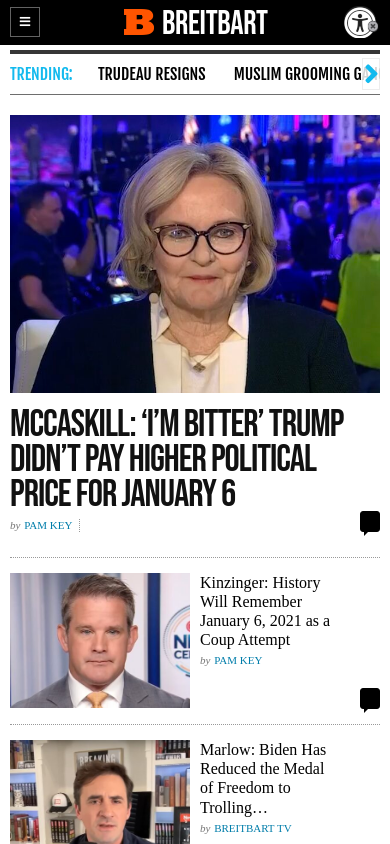 BREITBART
TRENDING: TRUDEAU RESIGNS MUSLIM GROOMING
MCCASKILL: ‘I’M BITTER’ TRUMP
DIDN’T PAY HIGHER POLITICAL
PRICE FOR JANUARY 6
by PAM KEY
Kinzinger: History
Will Remember
January 6, 2021 as a
Coup Attempt
by PAM KEY
Marlow: Biden Has
Reduced the Medal
of Freedom to
Trolling…
by BREITBART TV